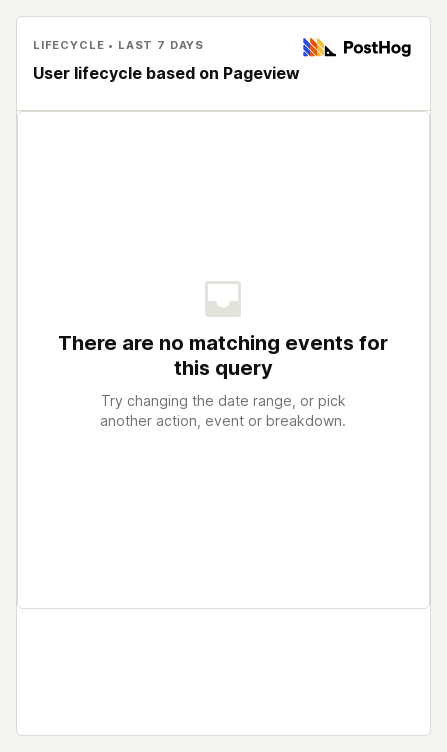 LIFECYCLE • LAST 7 DAYS
PostHog
User lifecycle based on Pageview
There are no matching events for
this query
Try changing the date range, or pick
another action, event or breakdown.